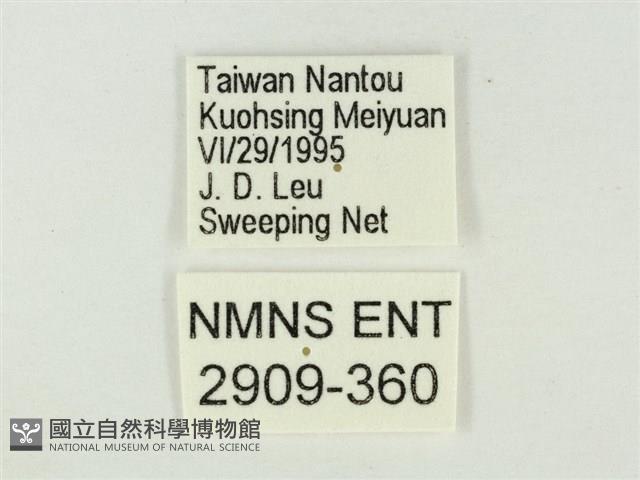 Taiwan Nantou
Kuohsing Meiyuan
VI/29/1995
J. D. Leu
Sweeping Net
NMNS ENT
2909-360
國立自然科學博物館
NATIONAL MUSEUM OF NATURAL SCIENCE